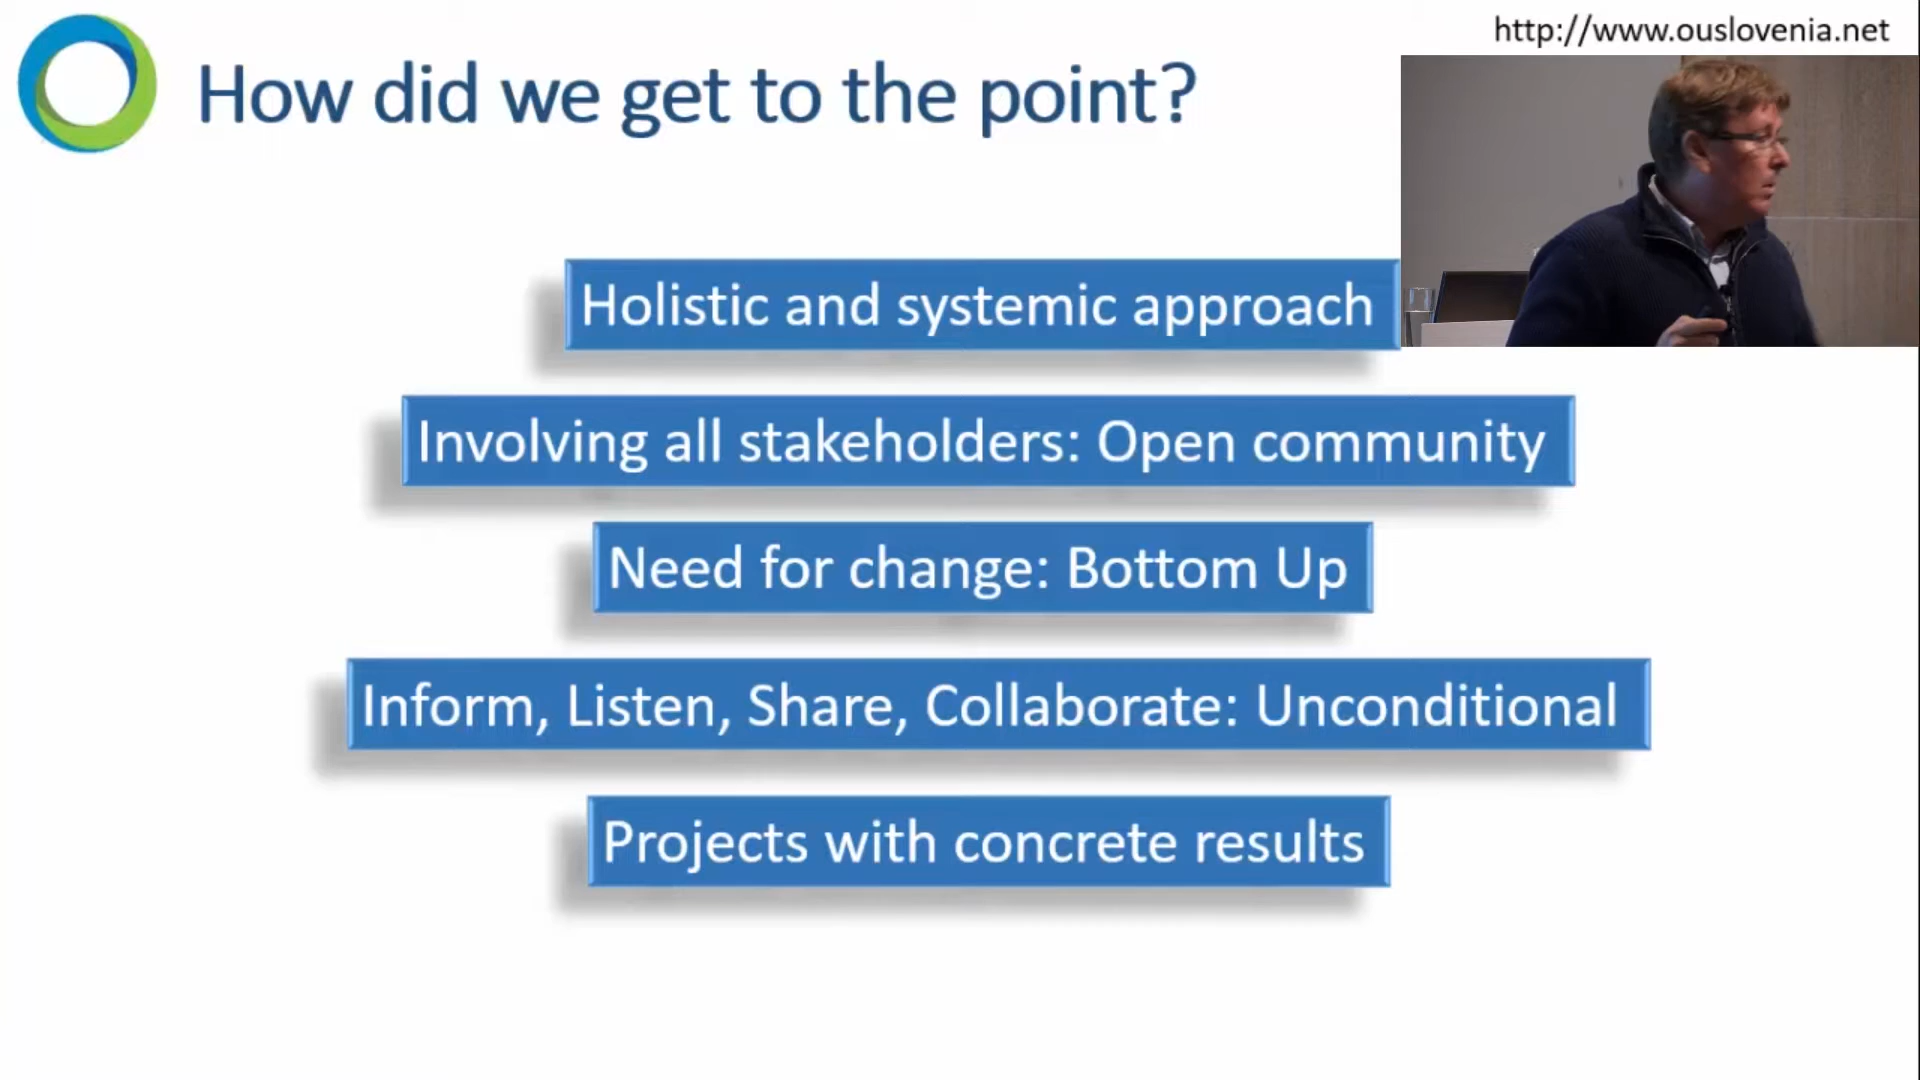 http://www.ouslovenia.net
How did we get to the point?
Holistic and systemic approach
Involving all stakeholders: Open community
Need for change: Bottom Up
Inform, Listen, Share, Collaborate: Unconditional
Projects with concrete results